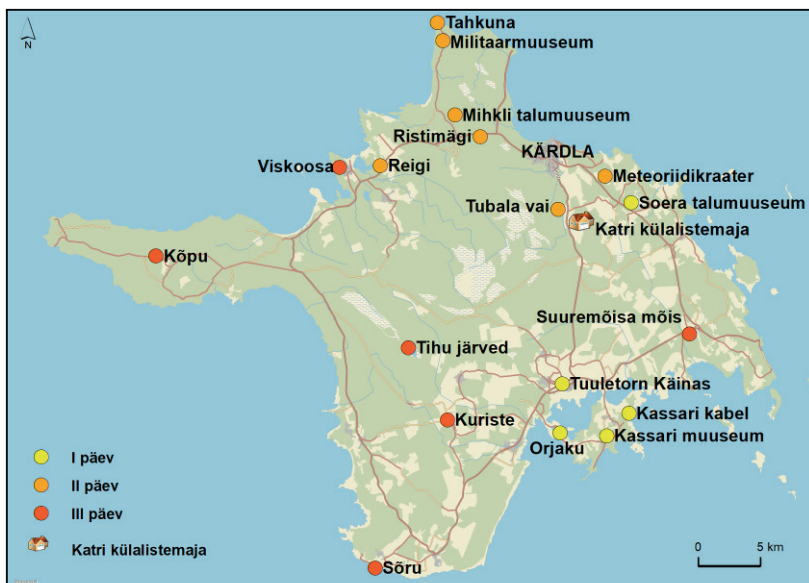 N
Tahkuna
Militaarmuuseum
Mihkli talumuuseum
Ristimägi
KÄRDLA
Viskoosa
Reigi
Meteoriidikraater
Soera talumuuseum
Tubala vai
Katri külalistemaja
Kõpu
Suuremõisa mõis
Tihu järved
Tuuletorn Käinas
Kassari kabel
Kuriste
Orjaku
Kassari muuseum
I päev
II päev
III päev
Katri külalistemaja
Sõru
0 5 km